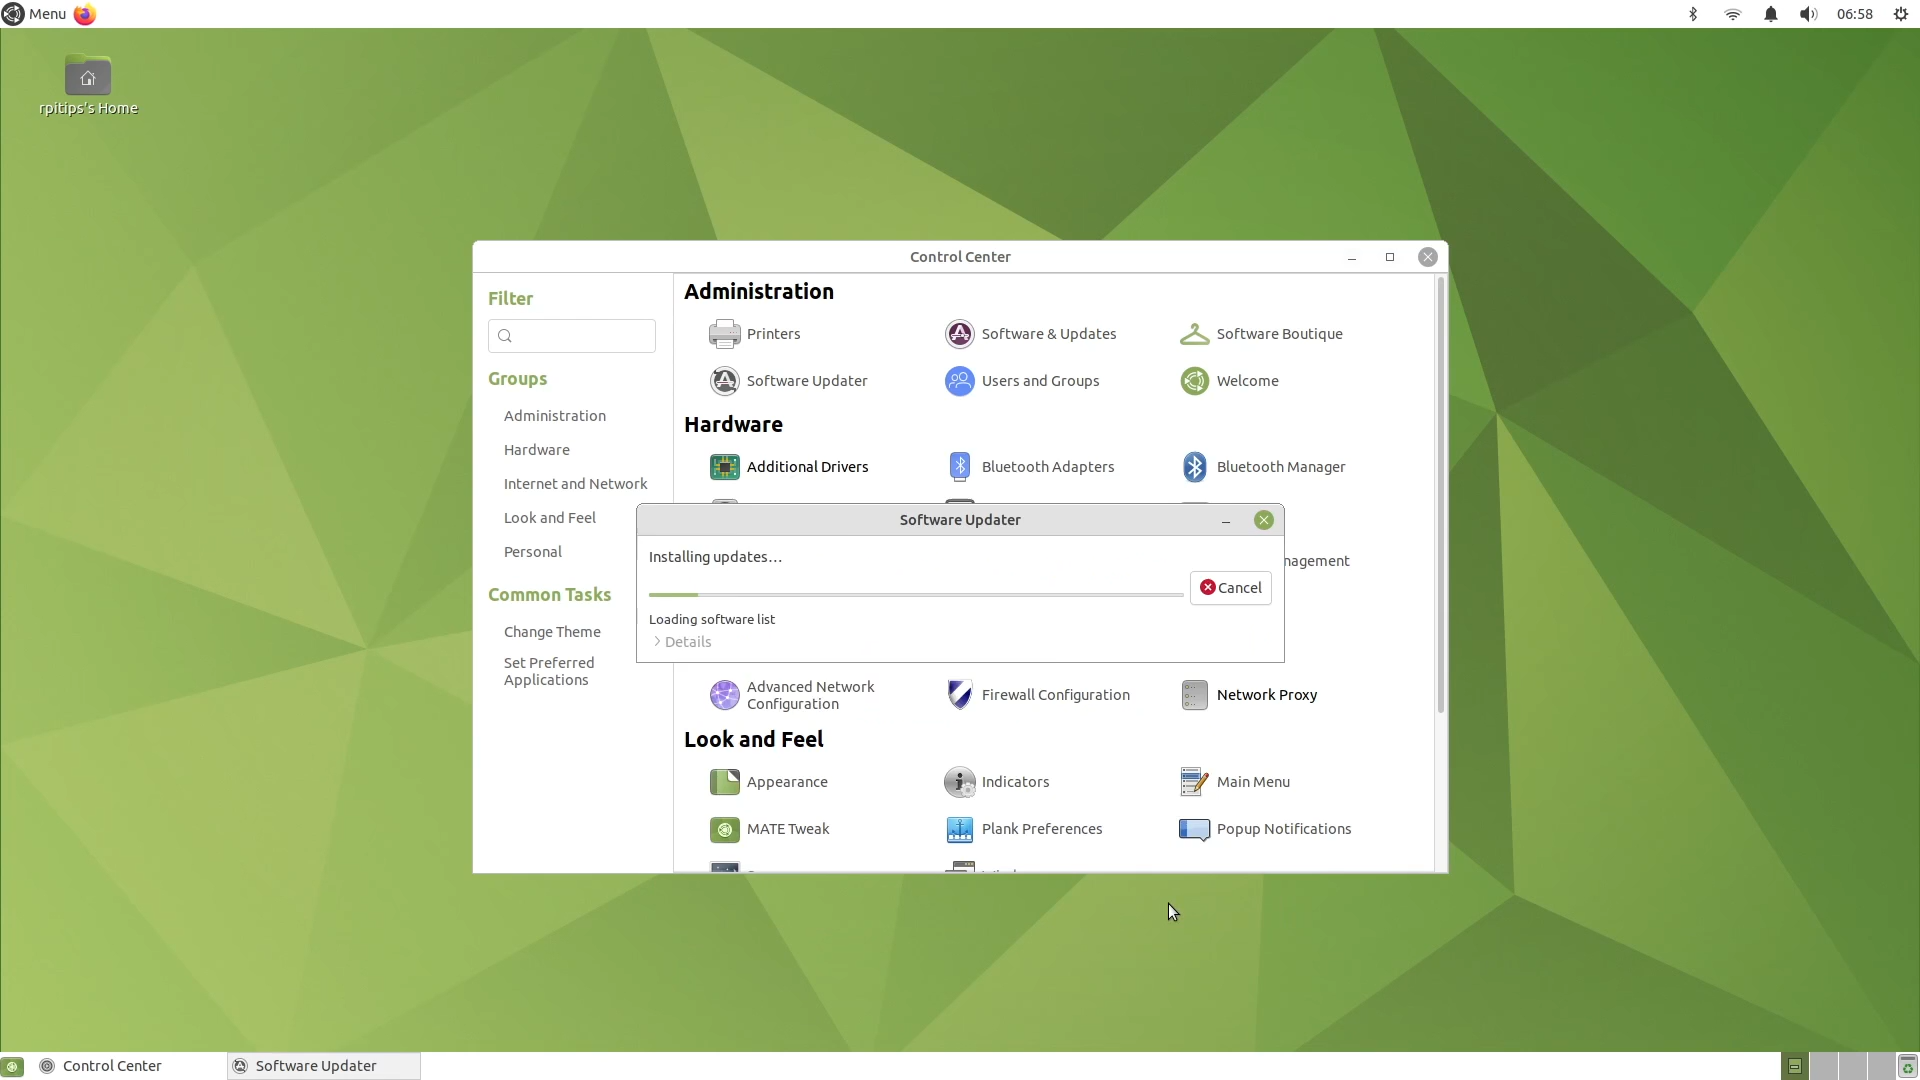 Menu
06:58
rpitips's Home
Control Center
Filter
Groups
Administration
Hardware
Internet and Network
Look and Feel
Personal
Common Tasks
Change Theme
Set Preferred
Applications
Administration
Printers
Software & Updates
Software Boutique
Software Updater
Users and Groups
Welcome
Hardware
Additional Drivers
Bluetooth Adapters
Bluetooth Manager
nagement
Software Updater
Installing updates…
Cancel
Loading software list
Details
Advanced Network
Configuration
Firewall Configuration
Network Proxy
Look and Feel
Appearance
Indicators
Main Menu
MATE Tweak
Plank Preferences
Popup Notifications
Control Center
Software Updater